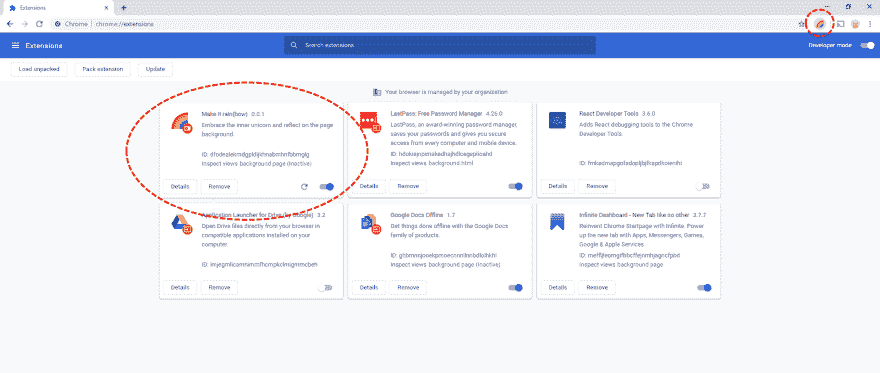 Extensions
Chrome | chrome://extensions
Extensions
Search extensions
Developer mode
Load unpacked
Pack extension
Update
Your browser is managed by your organization
Make it rain(bow) 0.0.1
Embrace the inner unicorn and reflect on the page
background.
ID:
Inspect views background page (Inactive)
Details
Remove
LastPass: Free Password Manager
LastPass, an award-winning password manager,
saves your passwords and gives you secure
access from every computer and mobile device.
ID:
Inspect views background.html
Details
Remove
React Developer Tools 3.6.0
Adds React debugging tools to the Chrome
Developer Tools
ID:
Details
Remove
Application Launcher for Drive (by Google) 3.2
Open Drive files directly from your browser in
compatible applications installed on your
computer.
ID:
Details
Remove
Google Docs Offline 1.7
Get things done offline with the Google Docs
family of products.
ID:
Inspect views background page (Inactive)
Details
Remove
Infinite Dashboard - New Tab like no other 3.7.7
Reinvent Chrome Startpage with Infinite. Power
up the new tab with Apps, Messengers, Games,
Google & Apple Services
ID:
Inspect views background page
Details
Remove